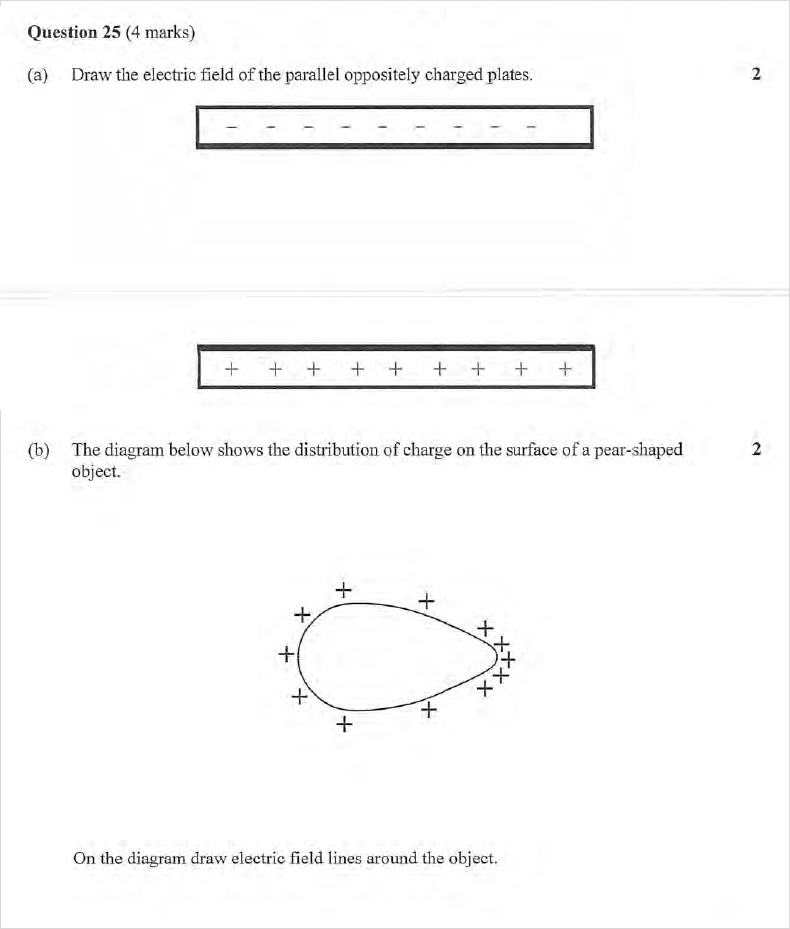 Question 25 (4 marks)
(a) Draw the electric field of the parallel oppositely charged plates. 2
− − − − − − − − −
+ + + + + + + + +
(b) The diagram below shows the distribution of charge on the surface of a pear-shaped 2
object.
+
+
+
+
+
+
+
+
+
+
+
+
On the diagram draw electric field lines around the object.